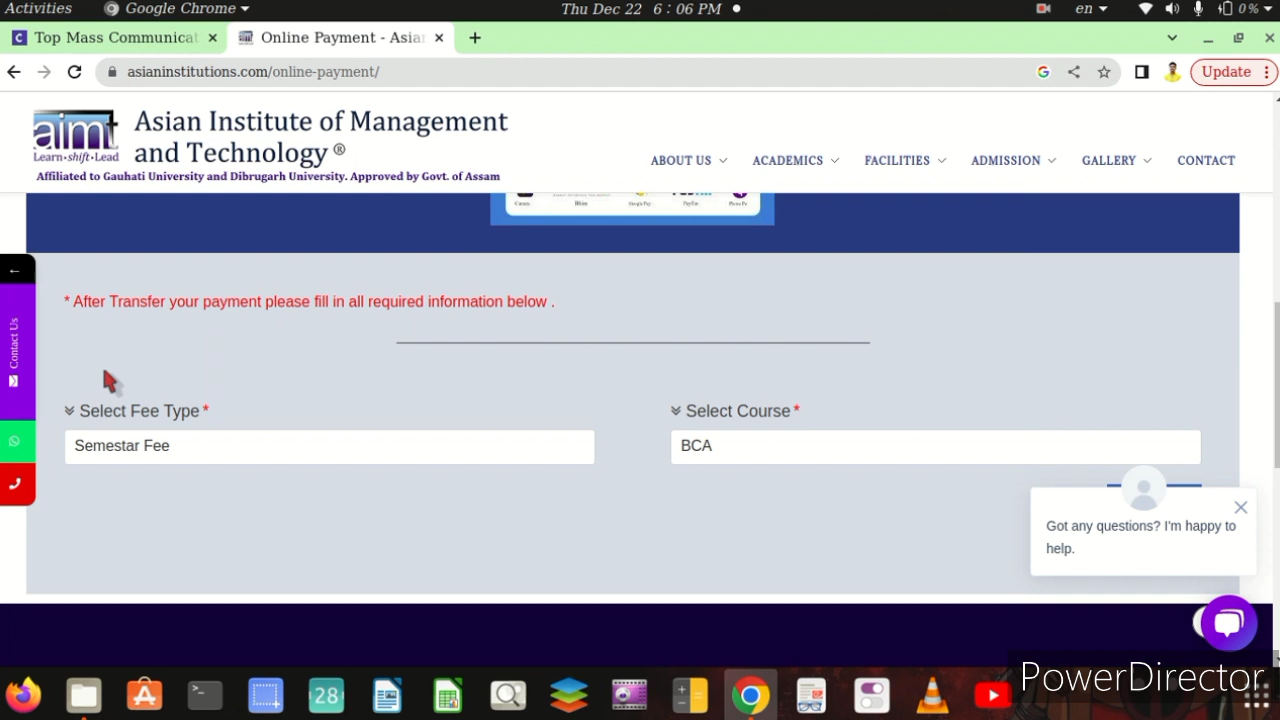 Activities
Google Chrome
Thu Dec 22 6:06 PM
en
0%
Top Mass Communicat
Online Payment - Asia
asianinstitutions.com/online-payment/
Update
aimt
Learn•shift•Lead
Asian Institute of Management
and Technology ®
Affiliated to Gauhati University and Dibrugarh University. Approved by Govt. of Assam
ABOUT US
ACADEMICS
FACILITIES
ADMISSION
GALLERY
CONTACT
* After Transfer your payment please fill in all required information below .
Contact Us
Select Fee Type *
Select Course *
Semestar Fee
BCA
Got any questions? I'm happy to
help.
28
PowerDirector